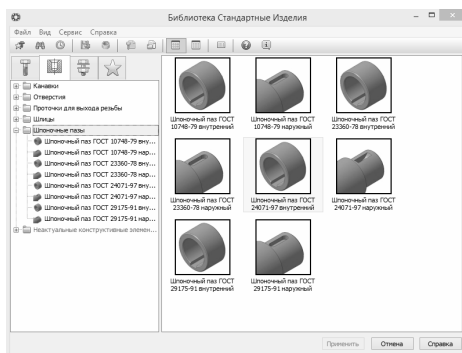 Библиотека Стандартные Изделия
Файл Вид Сервис Справка
Канавки
Отверстия
Проточки для выхода резьбы
Шлицы
Шпоночные пазы
Шпоночный паз ГОСТ 10748-79 вну...
Шпоночный паз ГОСТ 10748-79 нар...
Шпоночный паз ГОСТ 23360-78 вну...
Шпоночный паз ГОСТ 23360-78 нар...
Шпоночный паз ГОСТ 24071-97 вну...
Шпоночный паз ГОСТ 24071-97 нар...
Шпоночный паз ГОСТ 29175-91 вну...
Шпоночный паз ГОСТ 29175-91 нар...
Неактуальные конструктивные элемен...
Шпоночный паз ГОСТ
10748-79 внутренний
Шпоночный паз ГОСТ
10748-79 наружный
Шпоночный паз ГОСТ
23360-78 внутренний
Шпоночный паз ГОСТ
23360-78 наружный
Шпоночный паз ГОСТ
24071-97 внутренний
Шпоночный паз ГОСТ
24071-97 наружный
Шпоночный паз ГОСТ
29175-91 внутренний
Шпоночный паз ГОСТ
29175-91 наружный
Применить Отмена Справка